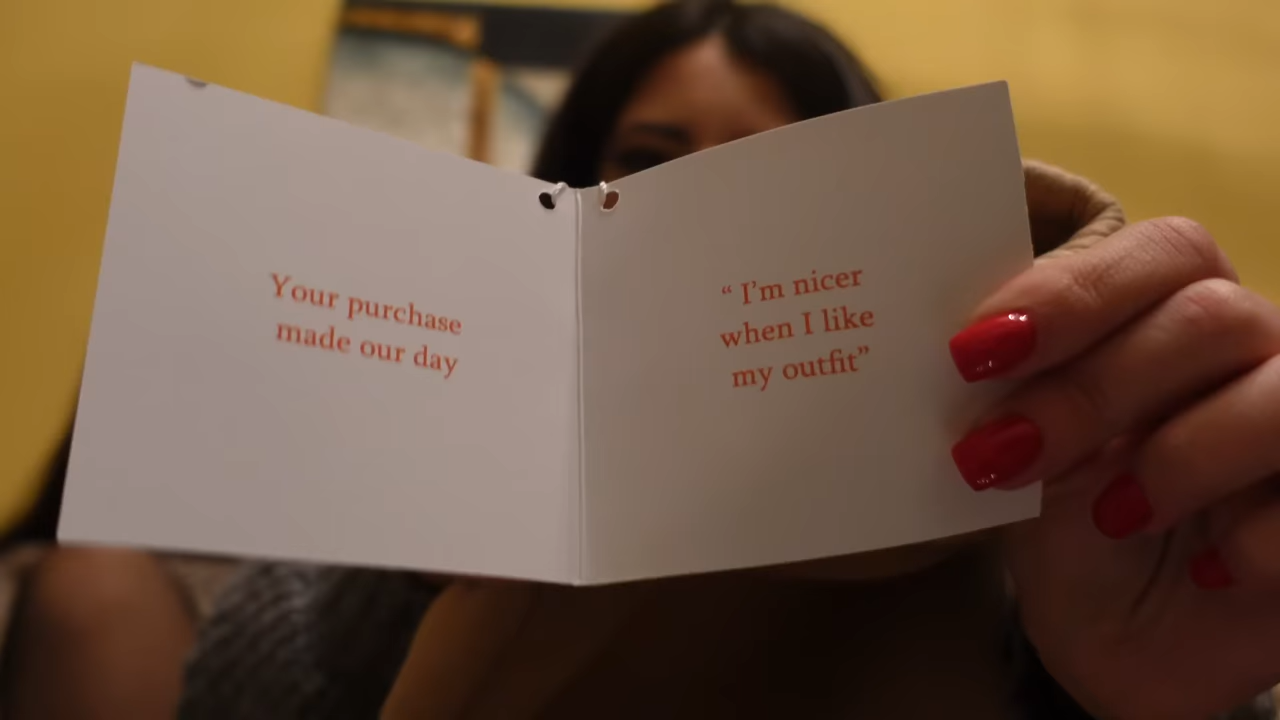 Your purchase
made our day
“ I’m nicer
when I like
my outfit”